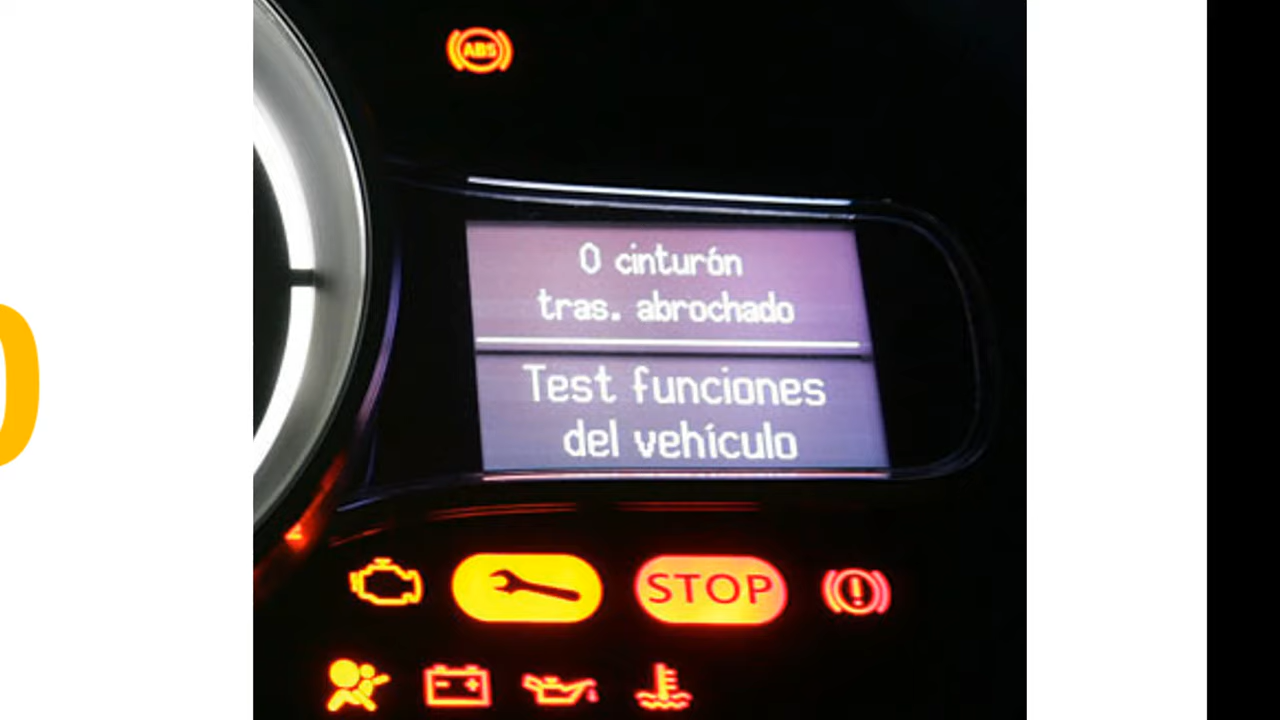 ABS
0 cinturón
tras. abrochado
Test funciones
del vehículo
STOP